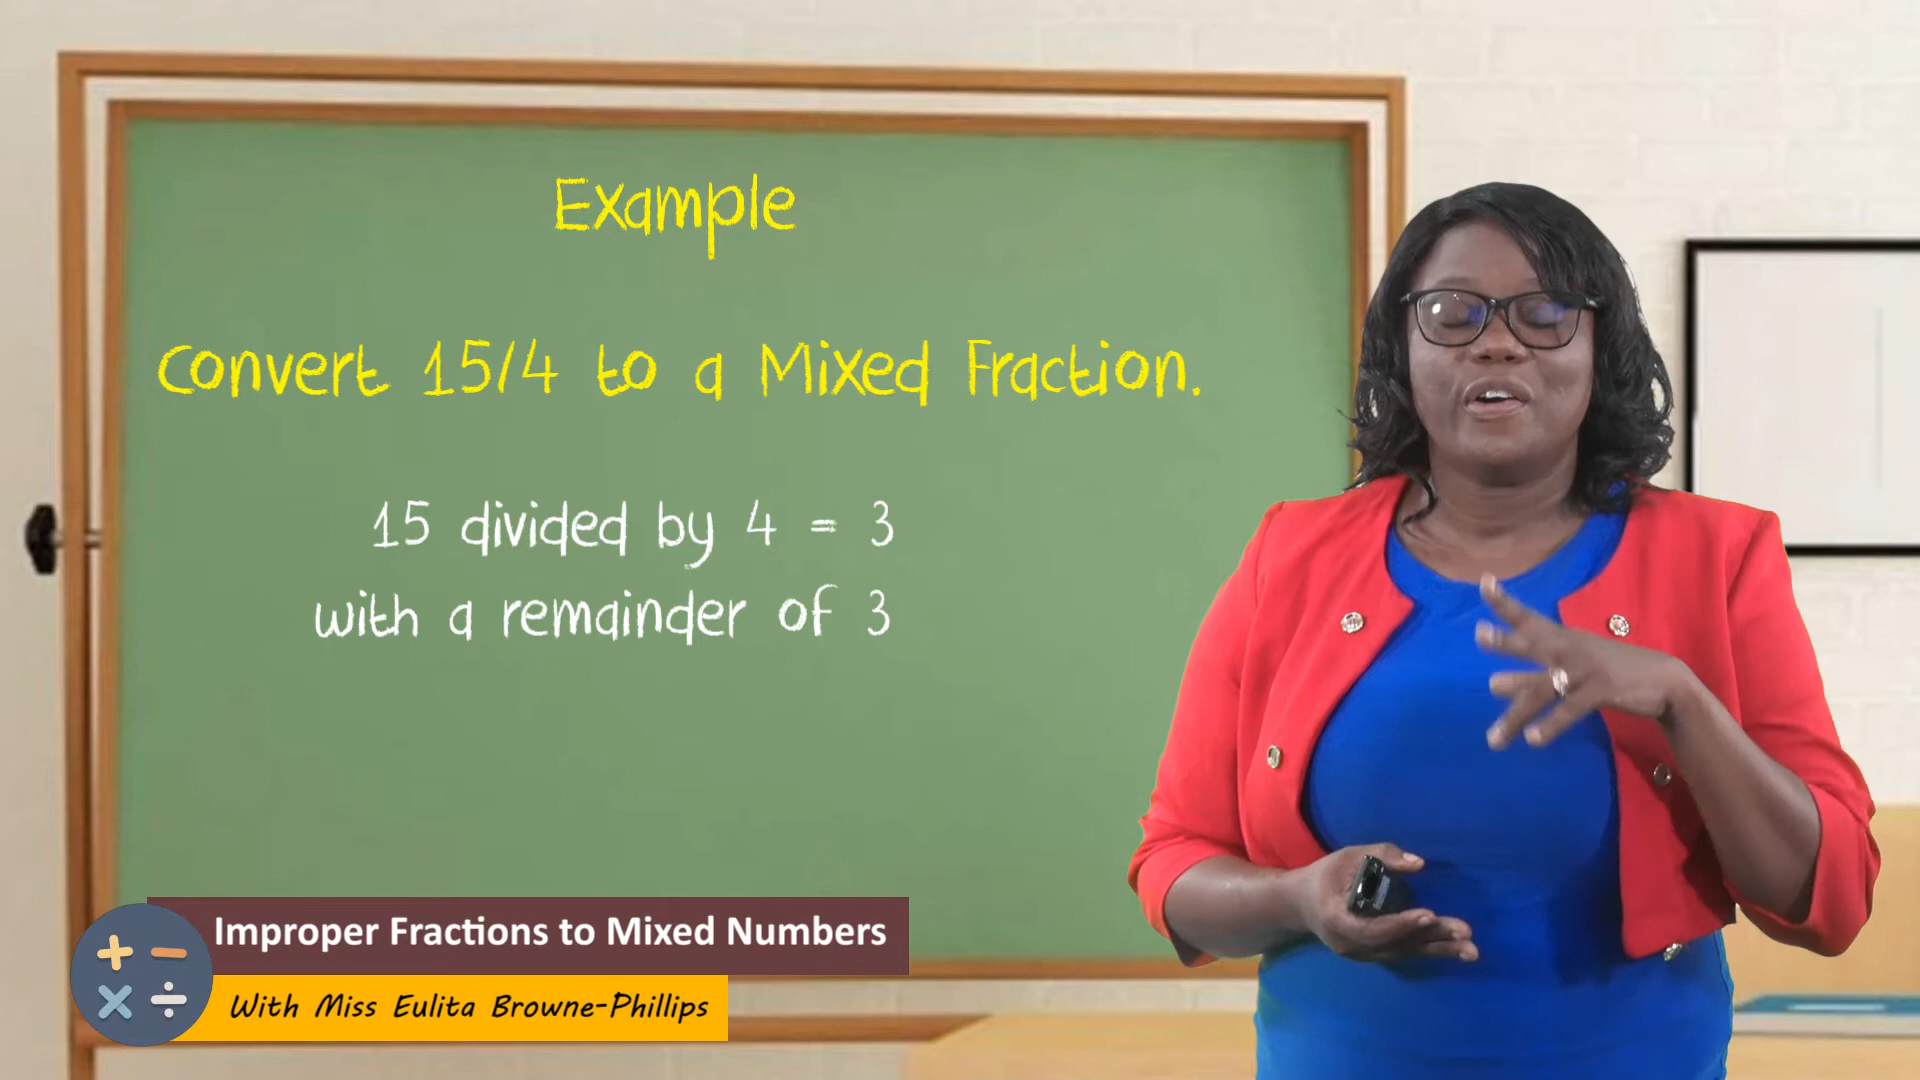 Example
Convert 15/4 to a Mixed Fraction.
15 divided by 4 = 3
with a remainder of 3
Improper Fractions to Mixed Numbers
With Miss Eulita Browne-Phillips